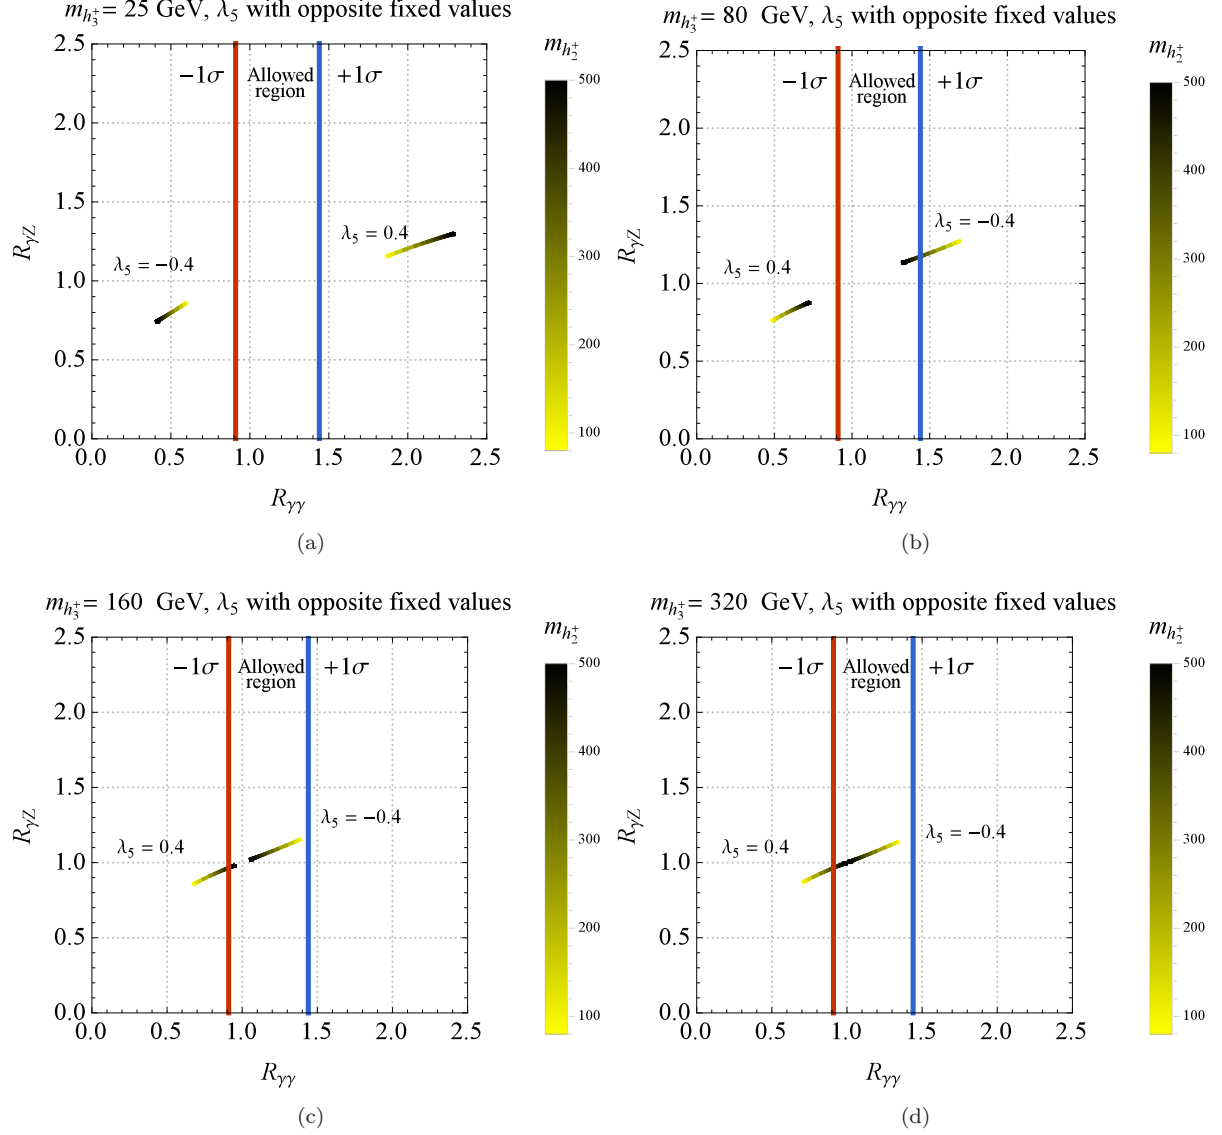 m_{h_3^+} = 25 GeV, λ_5 with opposite fixed values
2.5
2.0
1.5
1.0
0.5
0.0
R_{γZ}
−1σ
Allowed
region
+1σ
λ_5 = 0.4
λ_5 = −0.4
0.0 0.5 1.0 1.5 2.0 2.5
R_{γγ}
m_{h_2^+}
500
400
300
200
100
(a)
m_{h_3^+} = 80 GeV, λ_5 with opposite fixed values
2.5
2.0
1.5
1.0
0.5
0.0
R_{γZ}
−1σ
Allowed
region
+1σ
λ_5 = −0.4
λ_5 = 0.4
0.0 0.5 1.0 1.5 2.0 2.5
R_{γγ}
m_{h_2^+}
500
400
300
200
100
(b)
m_{h_3^+} = 160 GeV, λ_5 with opposite fixed values
2.5
2.0
1.5
1.0
0.5
0.0
R_{γZ}
−1σ
Allowed
region
+1σ
λ_5 = −0.4
λ_5 = 0.4
0.0 0.5 1.0 1.5 2.0 2.5
R_{γγ}
m_{h_2^+}
500
400
300
200
100
(c)
m_{h_3^+} = 320 GeV, λ_5 with opposite fixed values
2.5
2.0
1.5
1.0
0.5
0.0
R_{γZ}
−1σ
Allowed
region
+1σ
λ_5 = −0.4
λ_5 = 0.4
0.0 0.5 1.0 1.5 2.0 2.5
R_{γγ}
m_{h_2^+}
500
400
300
200
100
(d)